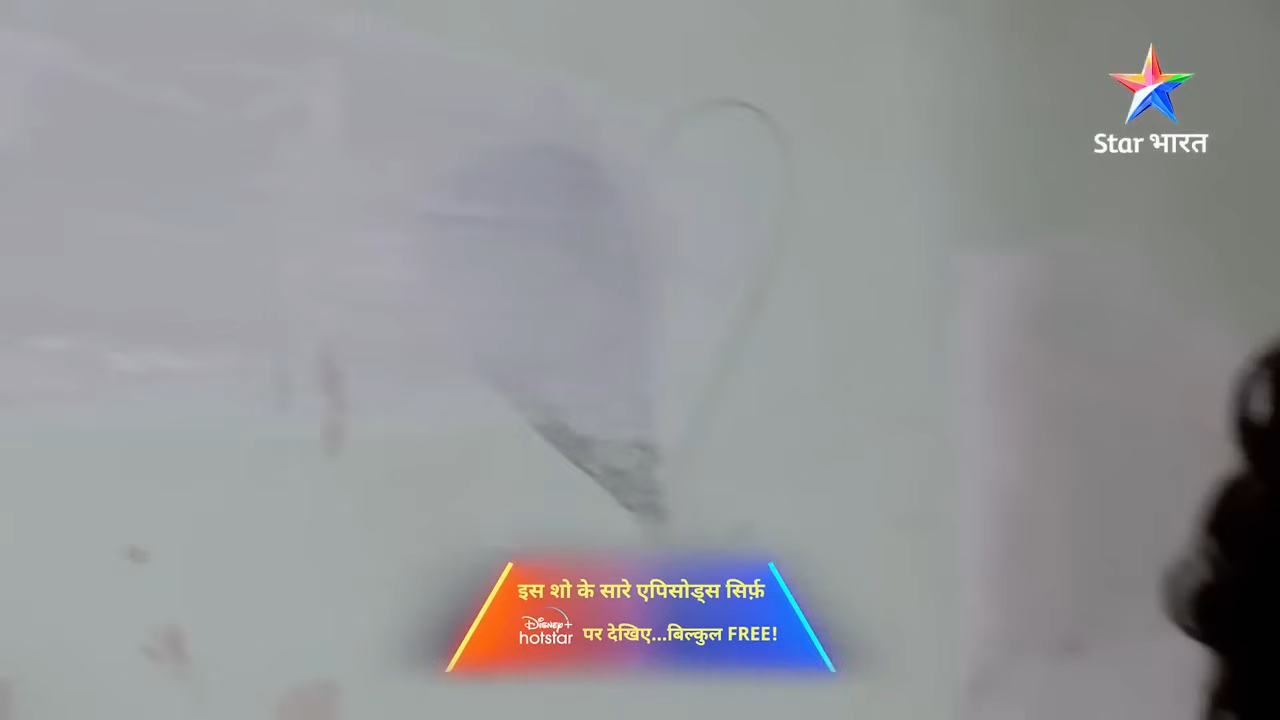 Star भारत
इस शो के सारे एपिसोड्स सिर्फ़
Disney+
hotstar पर देखिए...बिल्कुल FREE!